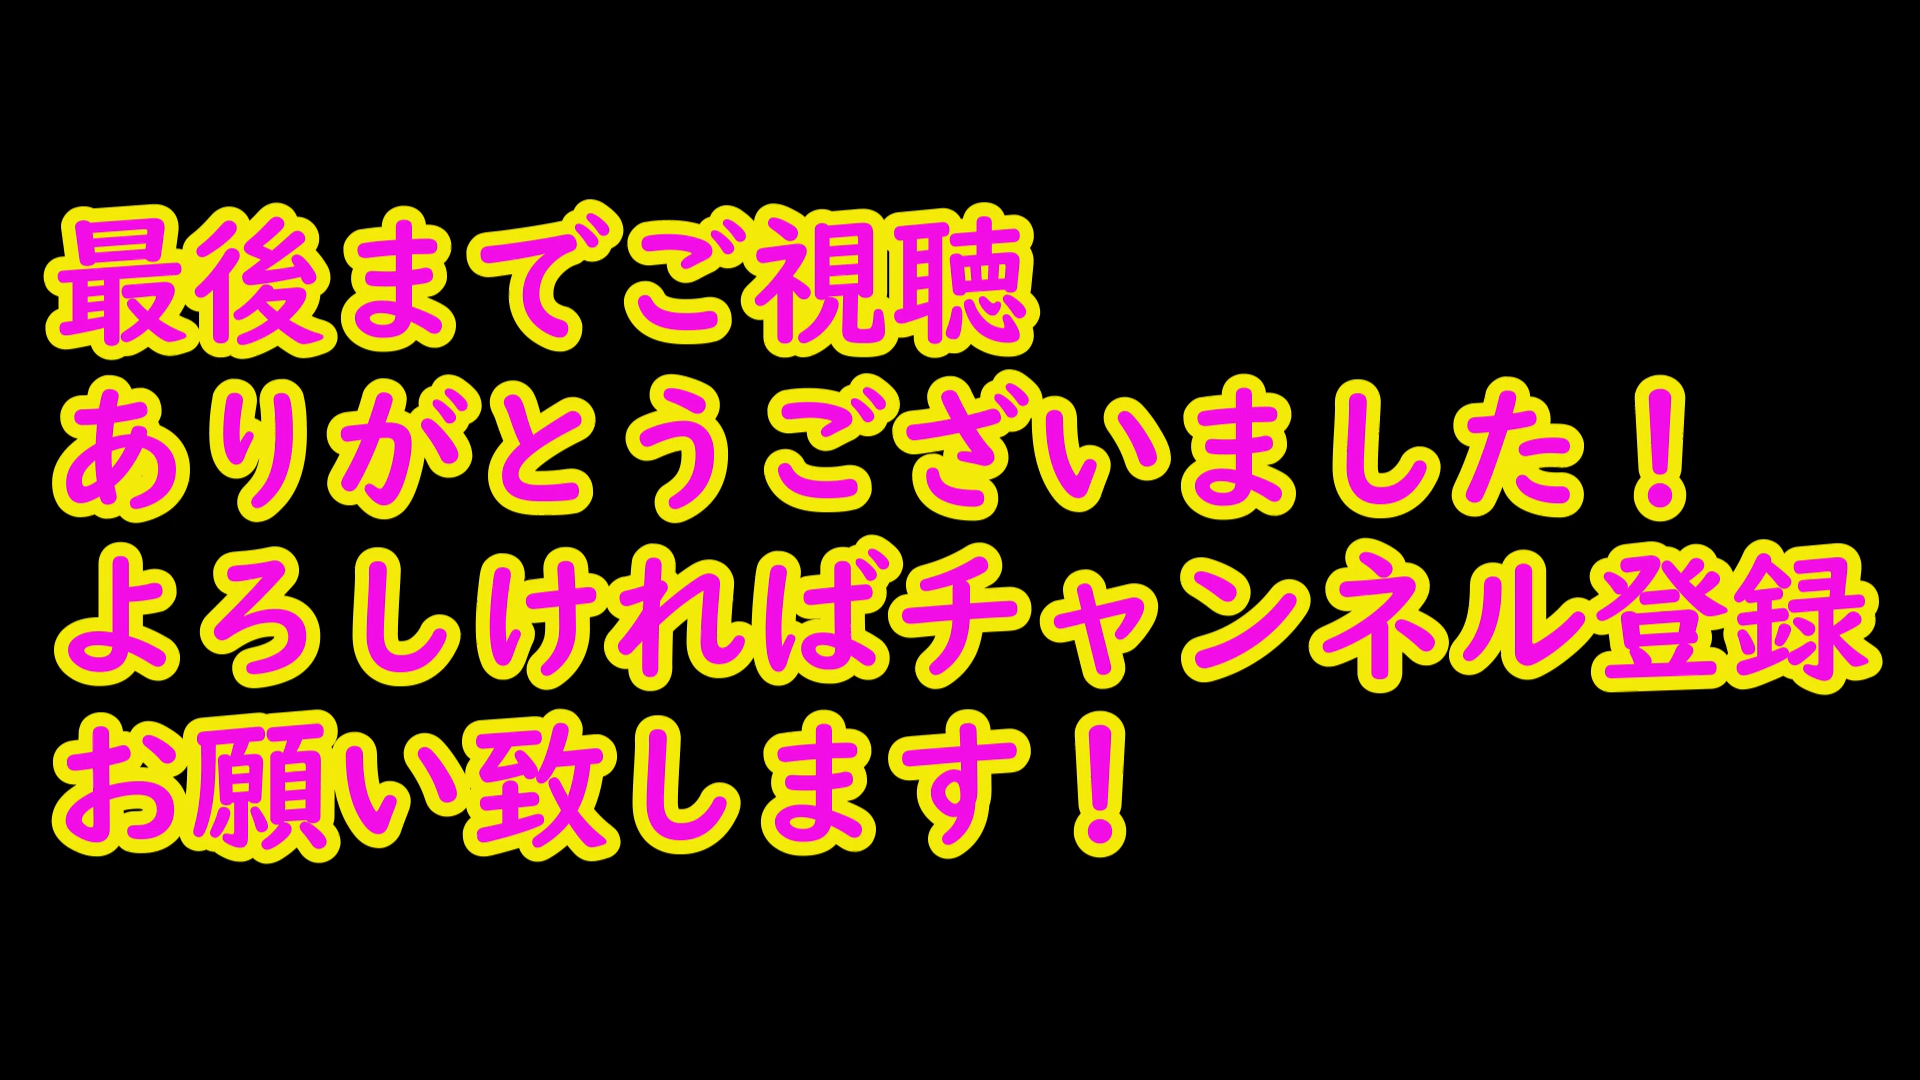 最後までご視聴
ありがとうございました！
よろしければチャンネル登録
お願い致します！